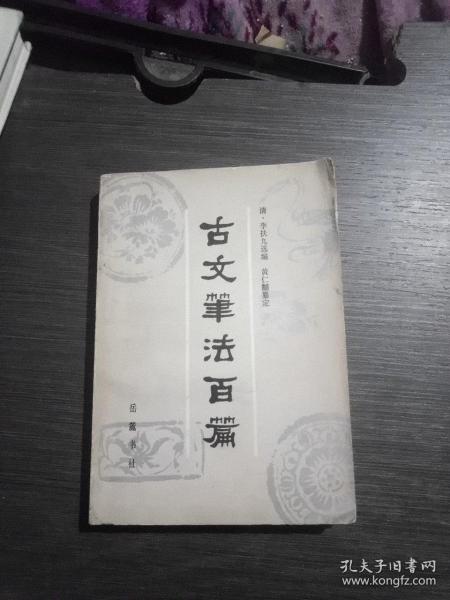 清·李扶九选编 黄仁黼纂定
古文筆法百篇
岳麓书社
孔夫子旧书网
www.kongfz.com